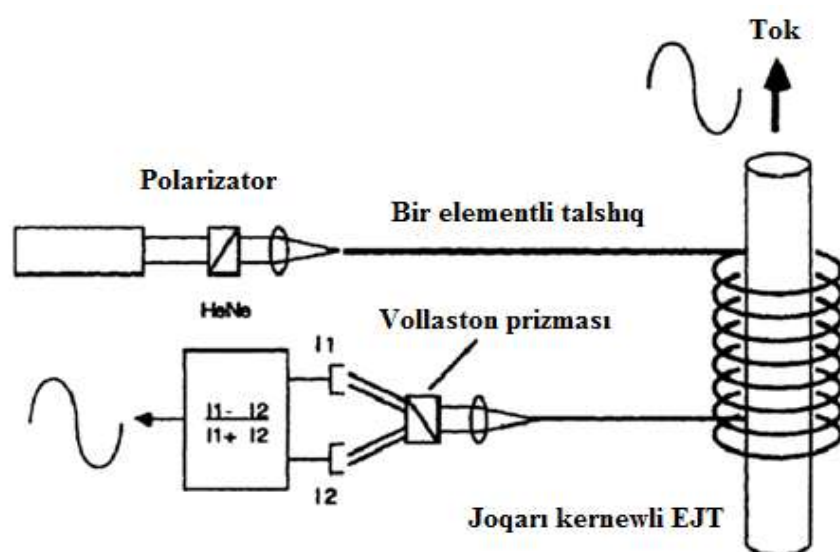 Tok
Polarizator
Bir elementli talshıq
HeNe
Vollaston prizması
I1
I1- I2
I1+ I2
I2
Joqarı kernewli EJT